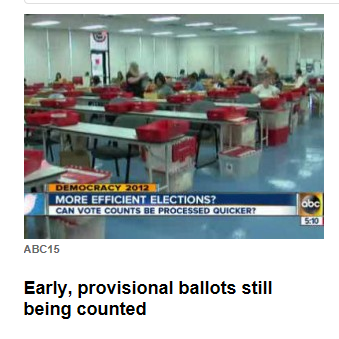 DEMOCRACY 2012
MORE EFFICIENT ELECTIONS?
CAN VOTE COUNTS BE PROCESSED QUICKER?
abc
5:10
ABC15
Early, provisional ballots still
being counted